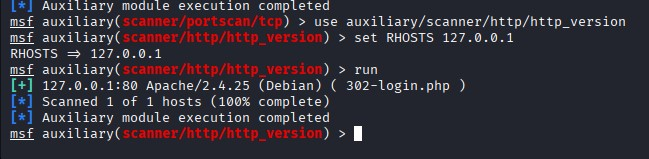 [*] Auxiliary module execution completed
msf auxiliary(scanner/portscan/tcp) > use auxiliary/scanner/http/http_version
msf auxiliary(scanner/http/http_version) > set RHOSTS 127.0.0.1
RHOSTS ⇒ 127.0.0.1
msf auxiliary(scanner/http/http_version) > run
[+] 127.0.0.1:80 Apache/2.4.25 (Debian) ( 302-login.php )
[*] Scanned 1 of 1 hosts (100% complete)
[*] Auxiliary module execution completed
msf auxiliary(scanner/http/http_version) >